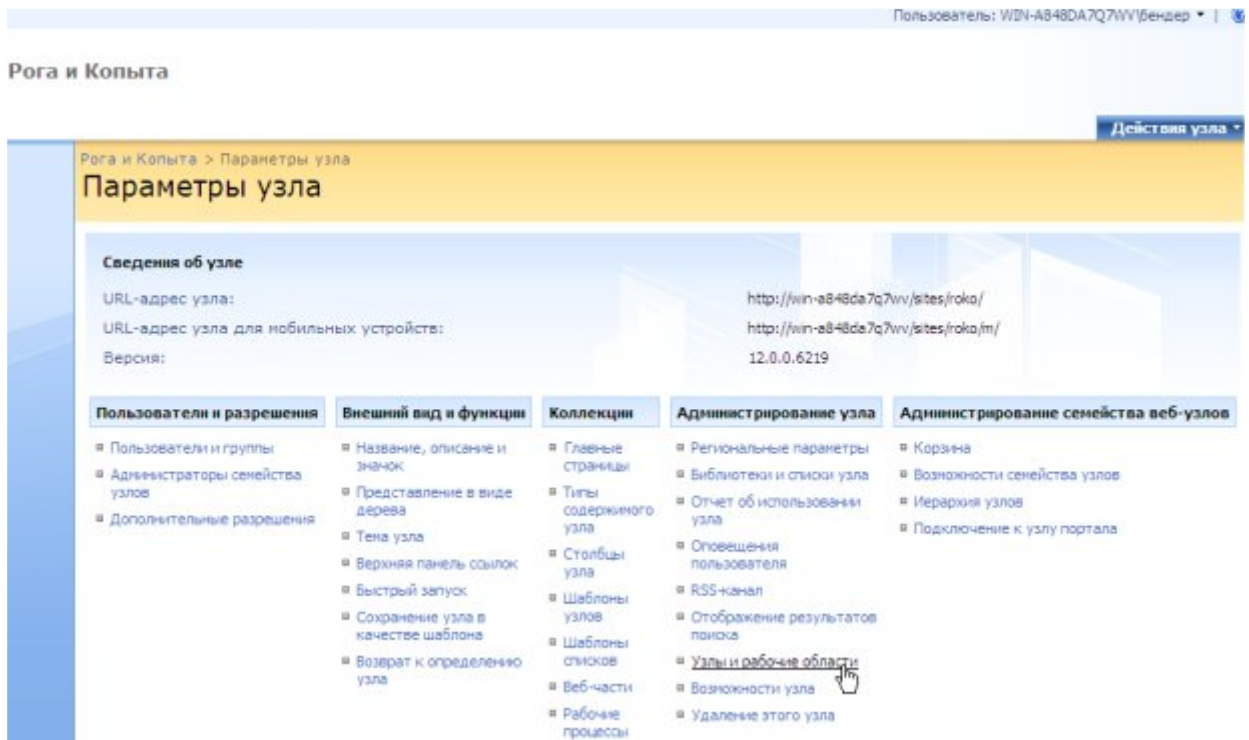 Пользователь: WIN-A848DA7Q7WV\бендер
Рога и Копыта
Действия узла
Рога и Копыта > Параметры узла
Параметры узла
Сведения об узле
URL-адрес узла: http://win-a848da7q7wv/sites/roko/
URL-адрес узла для мобильных устройств: http://win-a848da7q7wv/sites/roko/m/
Версия: 12.0.0.6219
Пользователи и разрешения
Пользователи и группы
Администраторы семейства
узлов
Дополнительные разрешения
Внешний вид и функции
Название, описание и
значок
Представление в виде
дерева
Тема узла
Верхняя панель ссылок
Быстрый запуск
Сохранение узла в
качестве шаблона
Возврат к определению
узла
Коллекции
Главные
страницы
Типы
содержимого
узла
Столбцы
узла
Шаблоны
узлов
Шаблоны
списков
Веб-части
Рабочие
процессы
Администрирование узла
Региональные параметры
Библиотеки и списки узла
Отчет об использовании
узла
Оповещения
пользователя
RSS-канал
Отображение результатов
поиска
Узлы и рабочие области
Возможности узла
Удаление этого узла
Администрирование семейства веб-узлов
Корзина
Возможности семейства узлов
Иерархия узлов
Подключение к узлу портала